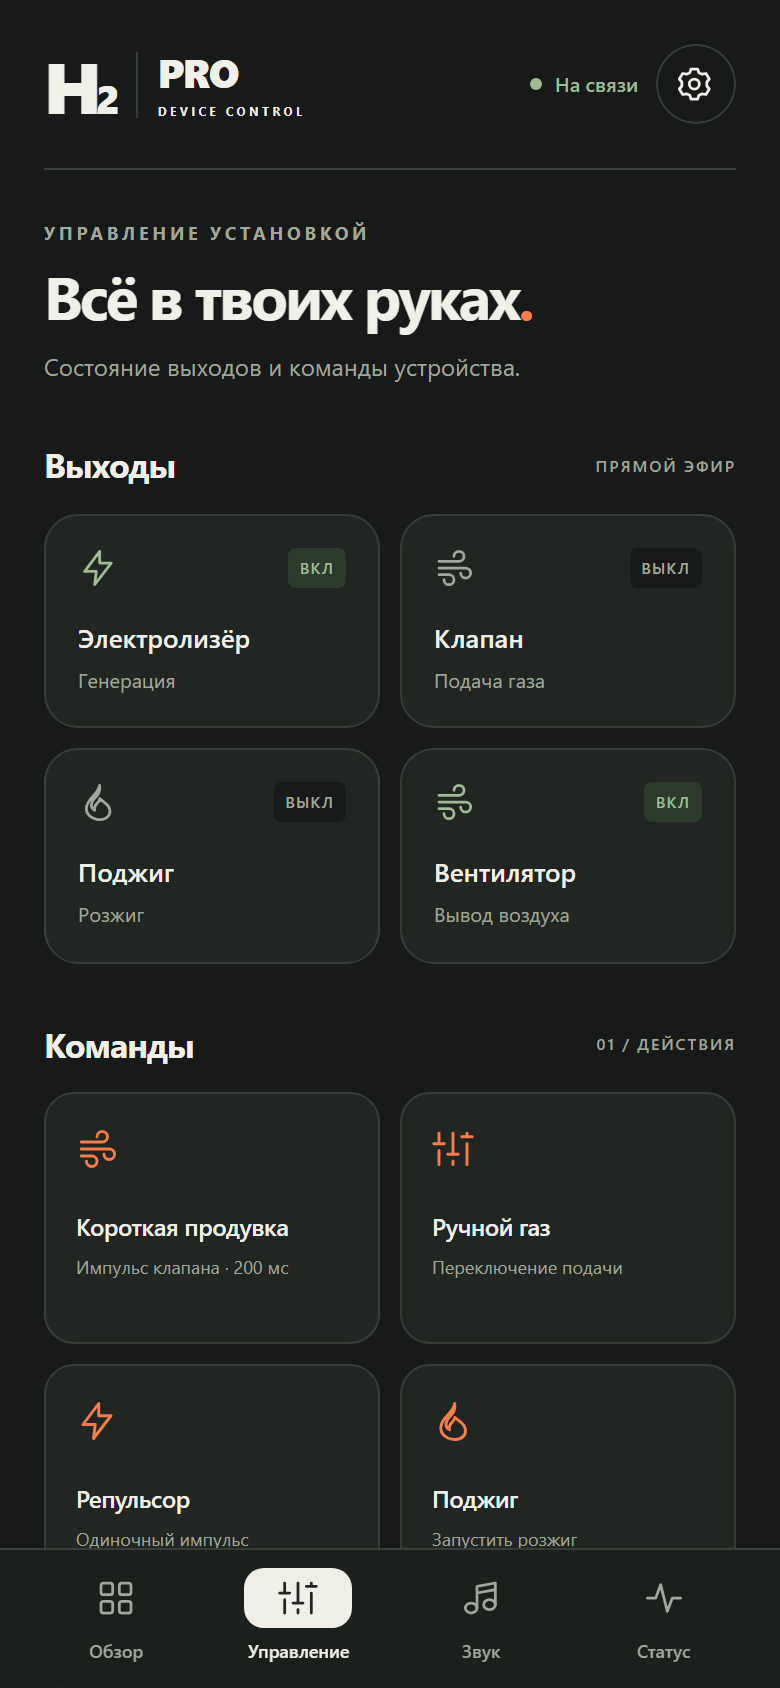 H2
PRO
DEVICE CONTROL
На связи
УПРАВЛЕНИЕ УСТАНОВКОЙ
Всё в твоих руках.
Состояние выходов и команды устройства.
Выходы
ПРЯМОЙ ЭФИР
ВКЛ
Электролизёр
Генерация
ВЫКЛ
Клапан
Подача газа
ВЫКЛ
Поджиг
Розжиг
ВКЛ
Вентилятор
Вывод воздуха
Команды
01 / ДЕЙСТВИЯ
Короткая продувка
Импульс клапана · 200 мс
Ручной газ
Переключение подачи
Репульсор
Одиночный импульс
Поджиг
Запустить розжиг
Обзор
Управление
Звук
Статус